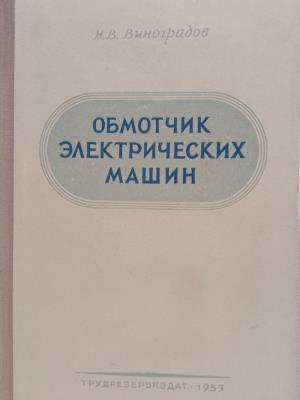 Н.В. Виноградов
ОБМОТЧИК
ЭЛЕКТРИЧЕСКИХ
МАШИН
ТРУДРЕЗЕРВИЗДАТ · 1953